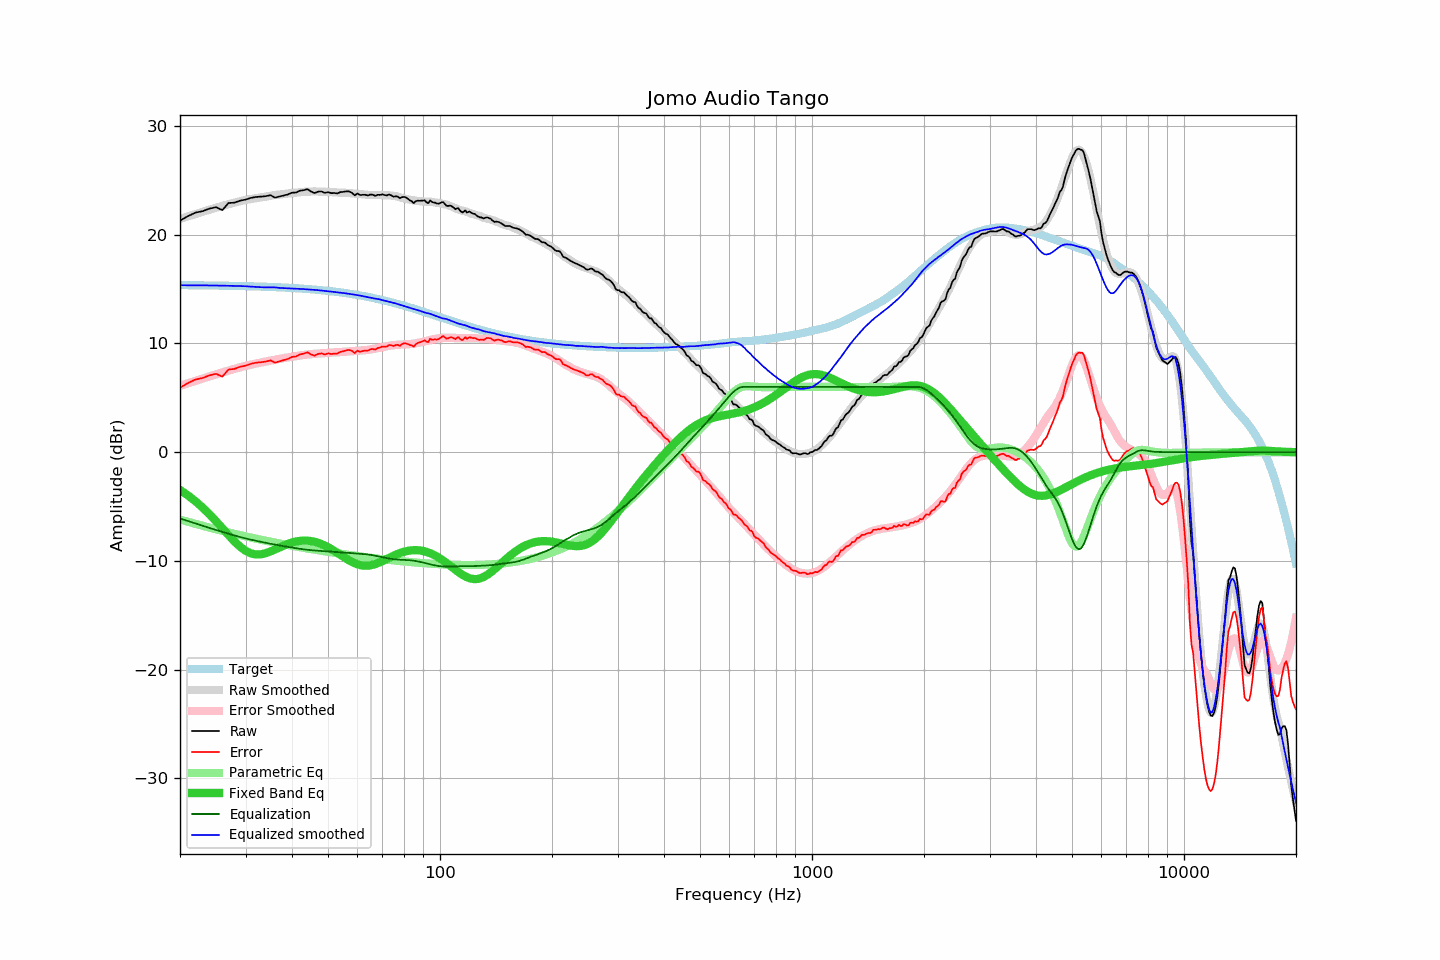 Jomo Audio Tango
30
20
10
0
−10
−20
−30
Amplitude (dBr)
Target
Raw Smoothed
Error Smoothed
Raw
Error
Parametric Eq
Fixed Band Eq
Equalization
Equalized smoothed
100 1000 10000
Frequency (Hz)